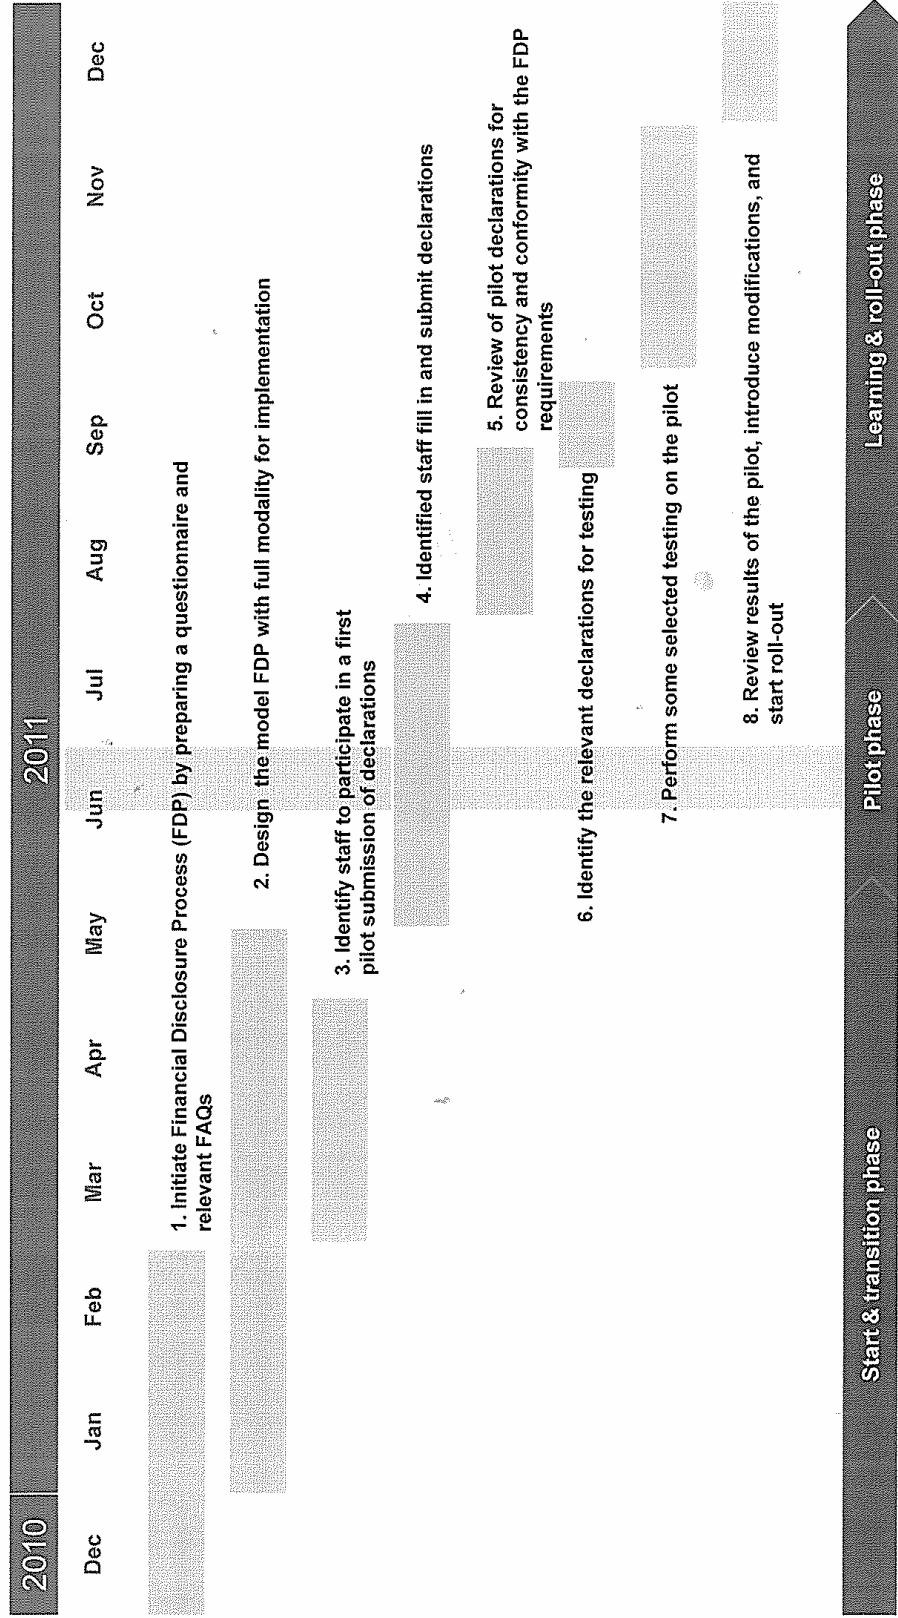 2010
2011
Dec
Jan
Feb
Mar
Apr
May
Jun
Jul
Aug
Sep
Oct
Nov
Dec
1. Initiate Financial Disclosure Process (FDP) by preparing a questionnaire and
relevant FAQs
2. Design the model FDP with full modality for implementation
3. Identify staff to participate in a first
pilot submission of declarations
4. Identified staff fill in and submit declarations
5. Review of pilot declarations for
consistency and conformity with the FDP
requirements
6. Identify the relevant declarations for testing
7. Perform some selected testing on the pilot
8. Review results of the pilot, introduce modifications, and
start roll-out
Start & transition phase
Pilot phase
Learning & roll-out phase